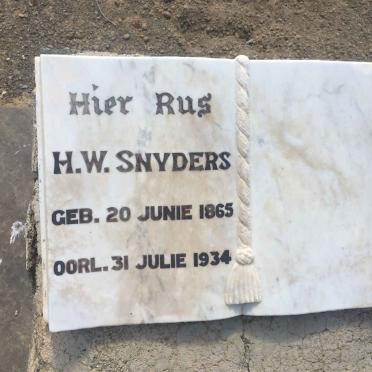 Hier Rus
H.W. SNYDERS
GEB. 20 JUNIE 1865
OORL. 31 JULIE 1934